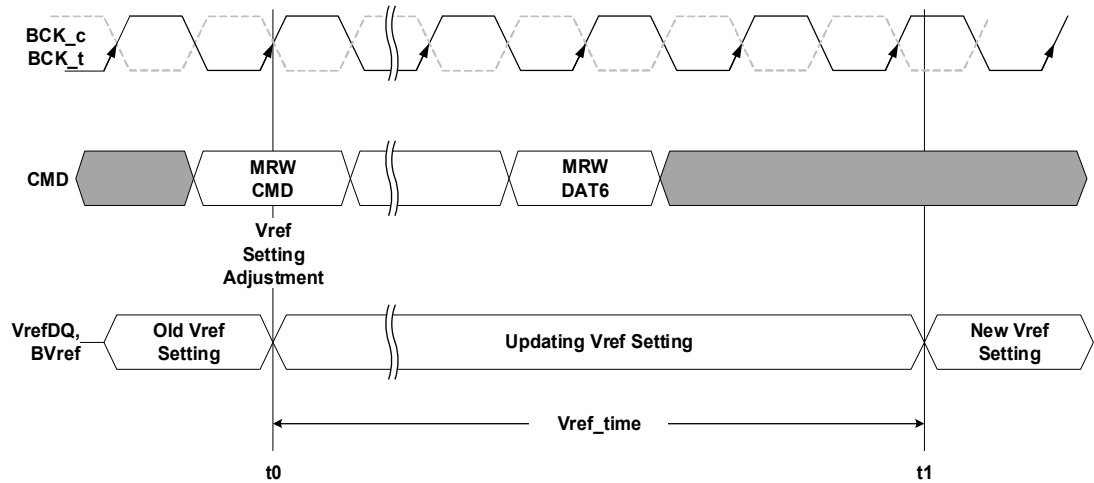 BCK_c
BCK_t
CMD
MRW
CMD
MRW
DAT6
Vref
Setting
Adjustment
VrefDQ,
BVref
Old Vref
Setting
Updating Vref Setting
New Vref
Setting
Vref_time
t0
t1